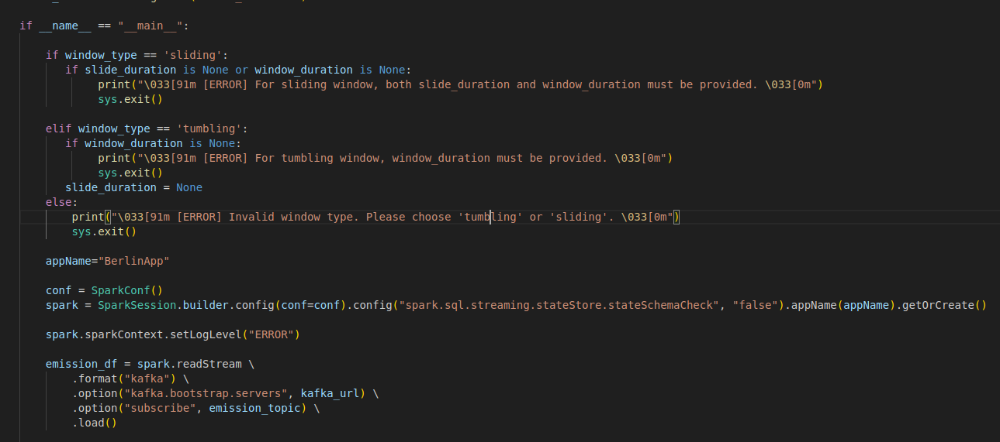 if __name__ == "__main__":
if window_type == 'sliding':
if slide_duration is None or window_duration is None:
print("\033[91m [ERROR] For sliding window, both slide_duration and window_duration must be provided. \033[0m")
sys.exit()
elif window_type == 'tumbling':
if window_duration is None:
print("\033[91m [ERROR] For tumbling window, window_duration must be provided. \033[0m")
sys.exit()
slide_duration = None
else:
print("\033[91m [ERROR] Invalid window type. Please choose 'tumbling' or 'sliding'. \033[0m")
sys.exit()
appName="BerlinApp"
conf = SparkConf()
spark = SparkSession.builder.config(conf=conf).config("spark.sql.streaming.stateStore.stateSchemaCheck", "false").appName(appName).getOrCreate()
spark.sparkContext.setLogLevel("ERROR")
emission_df = spark.readStream \
.format("kafka") \
.option("kafka.bootstrap.servers", kafka_url) \
.option("subscribe", emission_topic) \
.load()